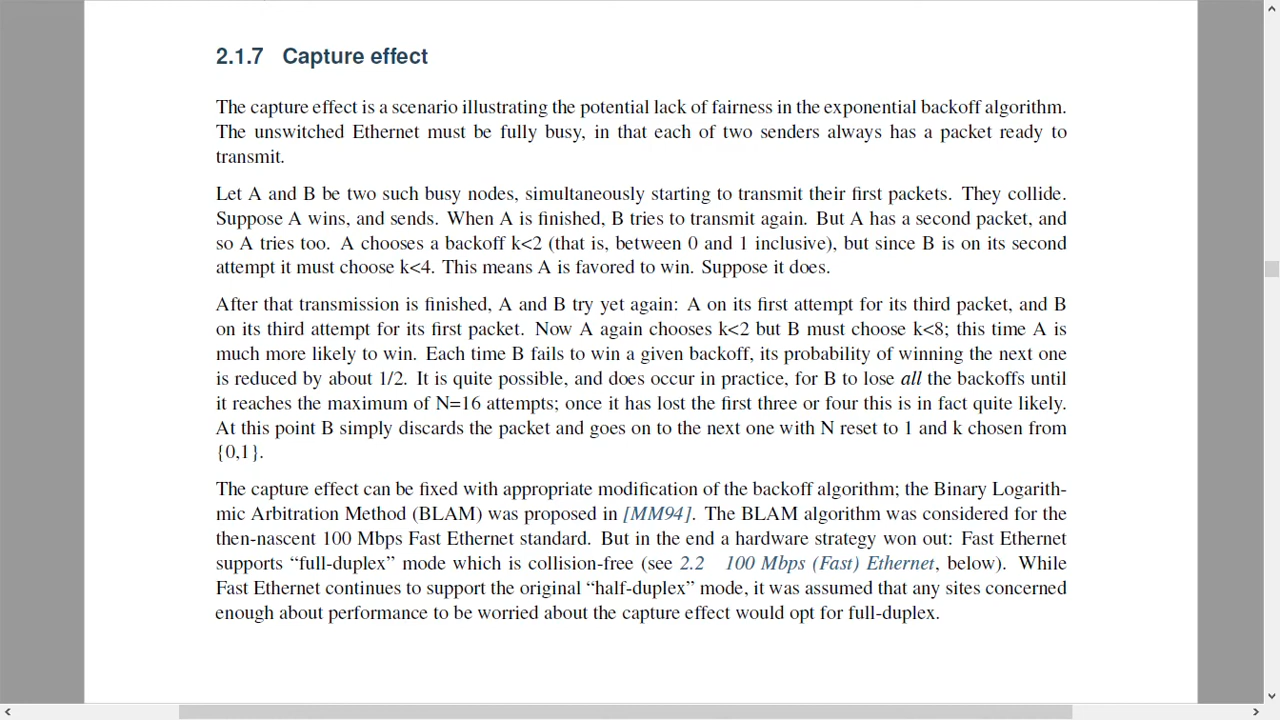 2.1.7 Capture effect
The capture effect is a scenario illustrating the potential lack of fairness in the exponential backoff algorithm.
The unswitched Ethernet must be fully busy, in that each of two senders always has a packet ready to
transmit.
Let A and B be two such busy nodes, simultaneously starting to transmit their first packets. They collide.
Suppose A wins, and sends. When A is finished, B tries to transmit again. But A has a second packet, and
so A tries too. A chooses a backoff k<2 (that is, between 0 and 1 inclusive), but since B is on its second
attempt it must choose k<4. This means A is favored to win. Suppose it does.
After that transmission is finished, A and B try yet again: A on its first attempt for its third packet, and B
on its third attempt for its first packet. Now A again chooses k<2 but B must choose k<8; this time A is
much more likely to win. Each time B fails to win a given backoff, its probability of winning the next one
is reduced by about 1/2. It is quite possible, and does occur in practice, for B to lose all the backoffs until
it reaches the maximum of N=16 attempts; once it has lost the first three or four this is in fact quite likely.
At this point B simply discards the packet and goes on to the next one with N reset to 1 and k chosen from
{0,1}.
The capture effect can be fixed with appropriate modification of the backoff algorithm; the Binary Logarith-
mic Arbitration Method (BLAM) was proposed in [MM94]. The BLAM algorithm was considered for the
then-nascent 100 Mbps Fast Ethernet standard. But in the end a hardware strategy won out: Fast Ethernet
supports “full-duplex” mode which is collision-free (see 2.2 100 Mbps (Fast) Ethernet, below). While
Fast Ethernet continues to support the original “half-duplex” mode, it was assumed that any sites concerned
enough about performance to be worried about the capture effect would opt for full-duplex.